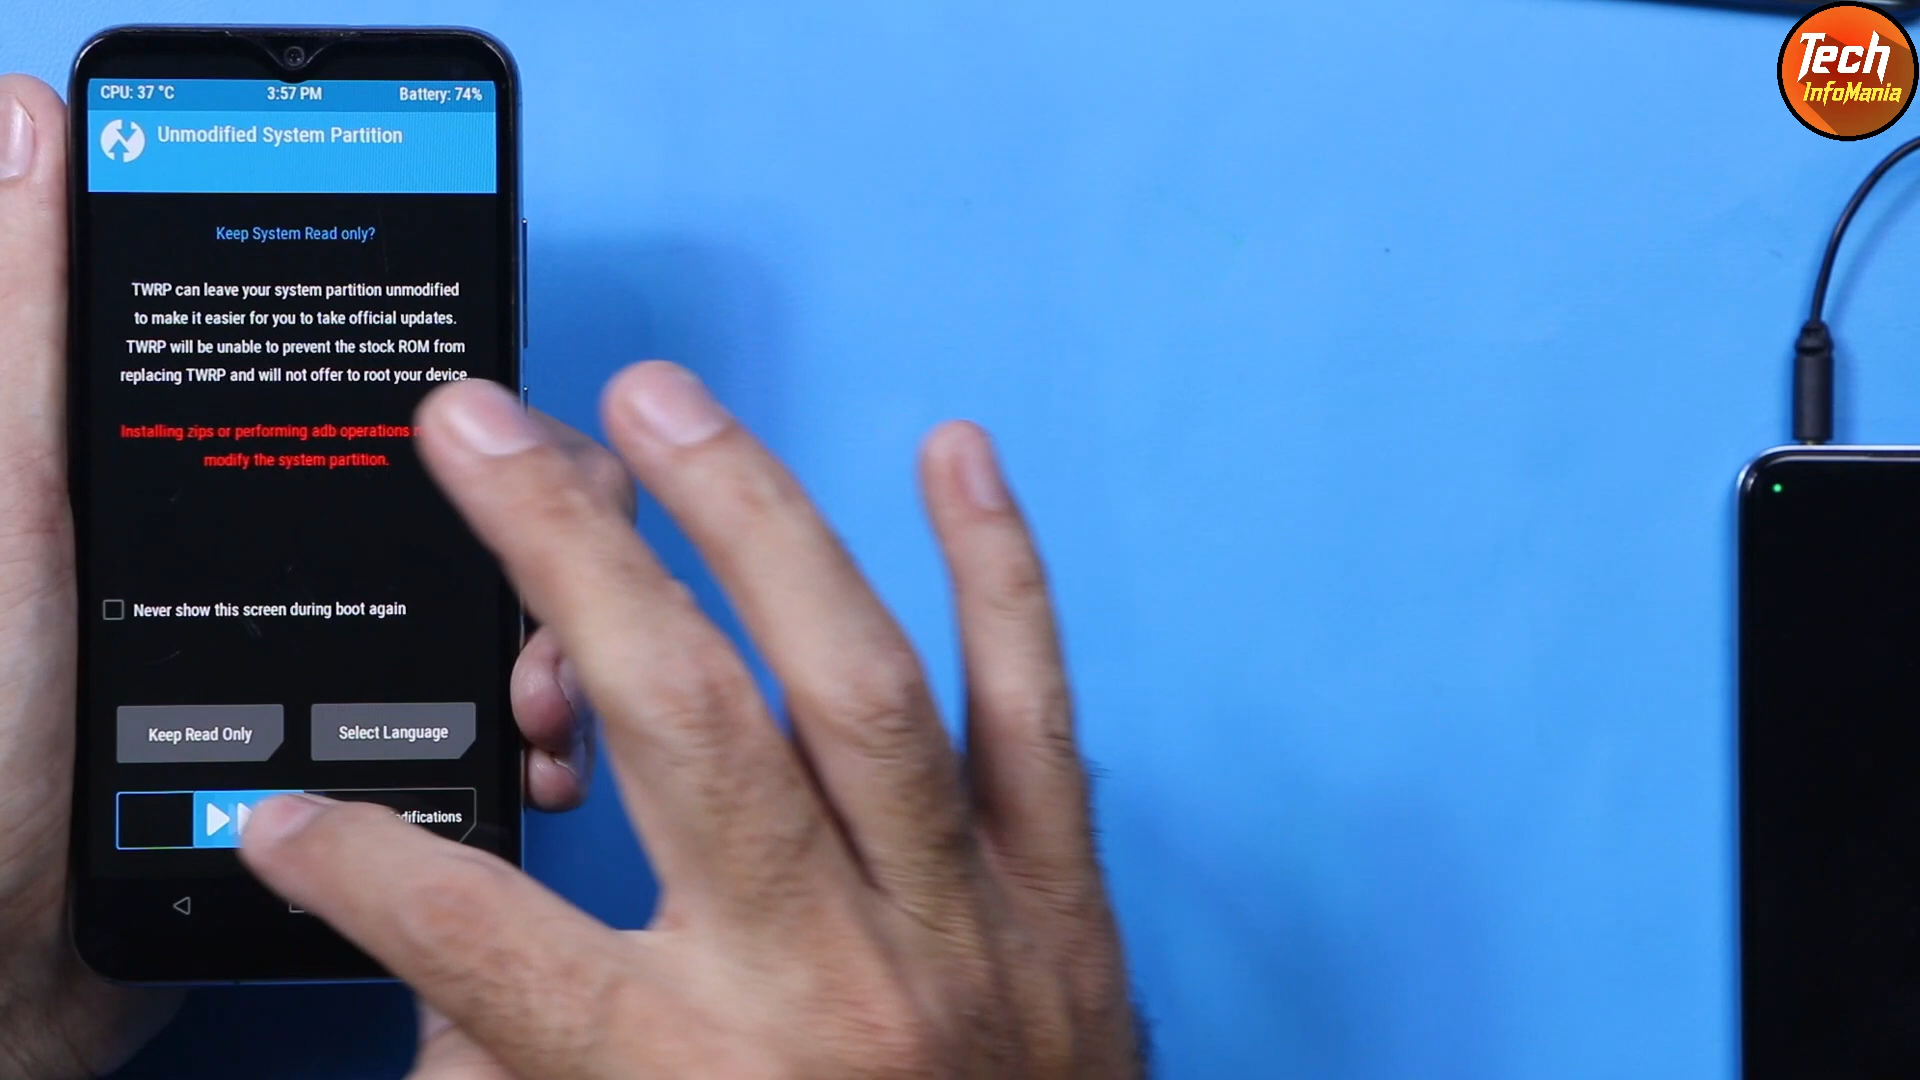 Tech
InfoMania
CPU: 37 °C 3:57 PM Battery: 74%
Unmodified System Partition
Keep System Read only?
TWRP can leave your system partition unmodified
to make it easier for you to take official updates.
TWRP will be unable to prevent the stock ROM from
replacing TWRP and will not offer to root your device.
Installing zips or performing adb operations
modify the system partition.
Never show this screen during boot again
Keep Read Only Select Language